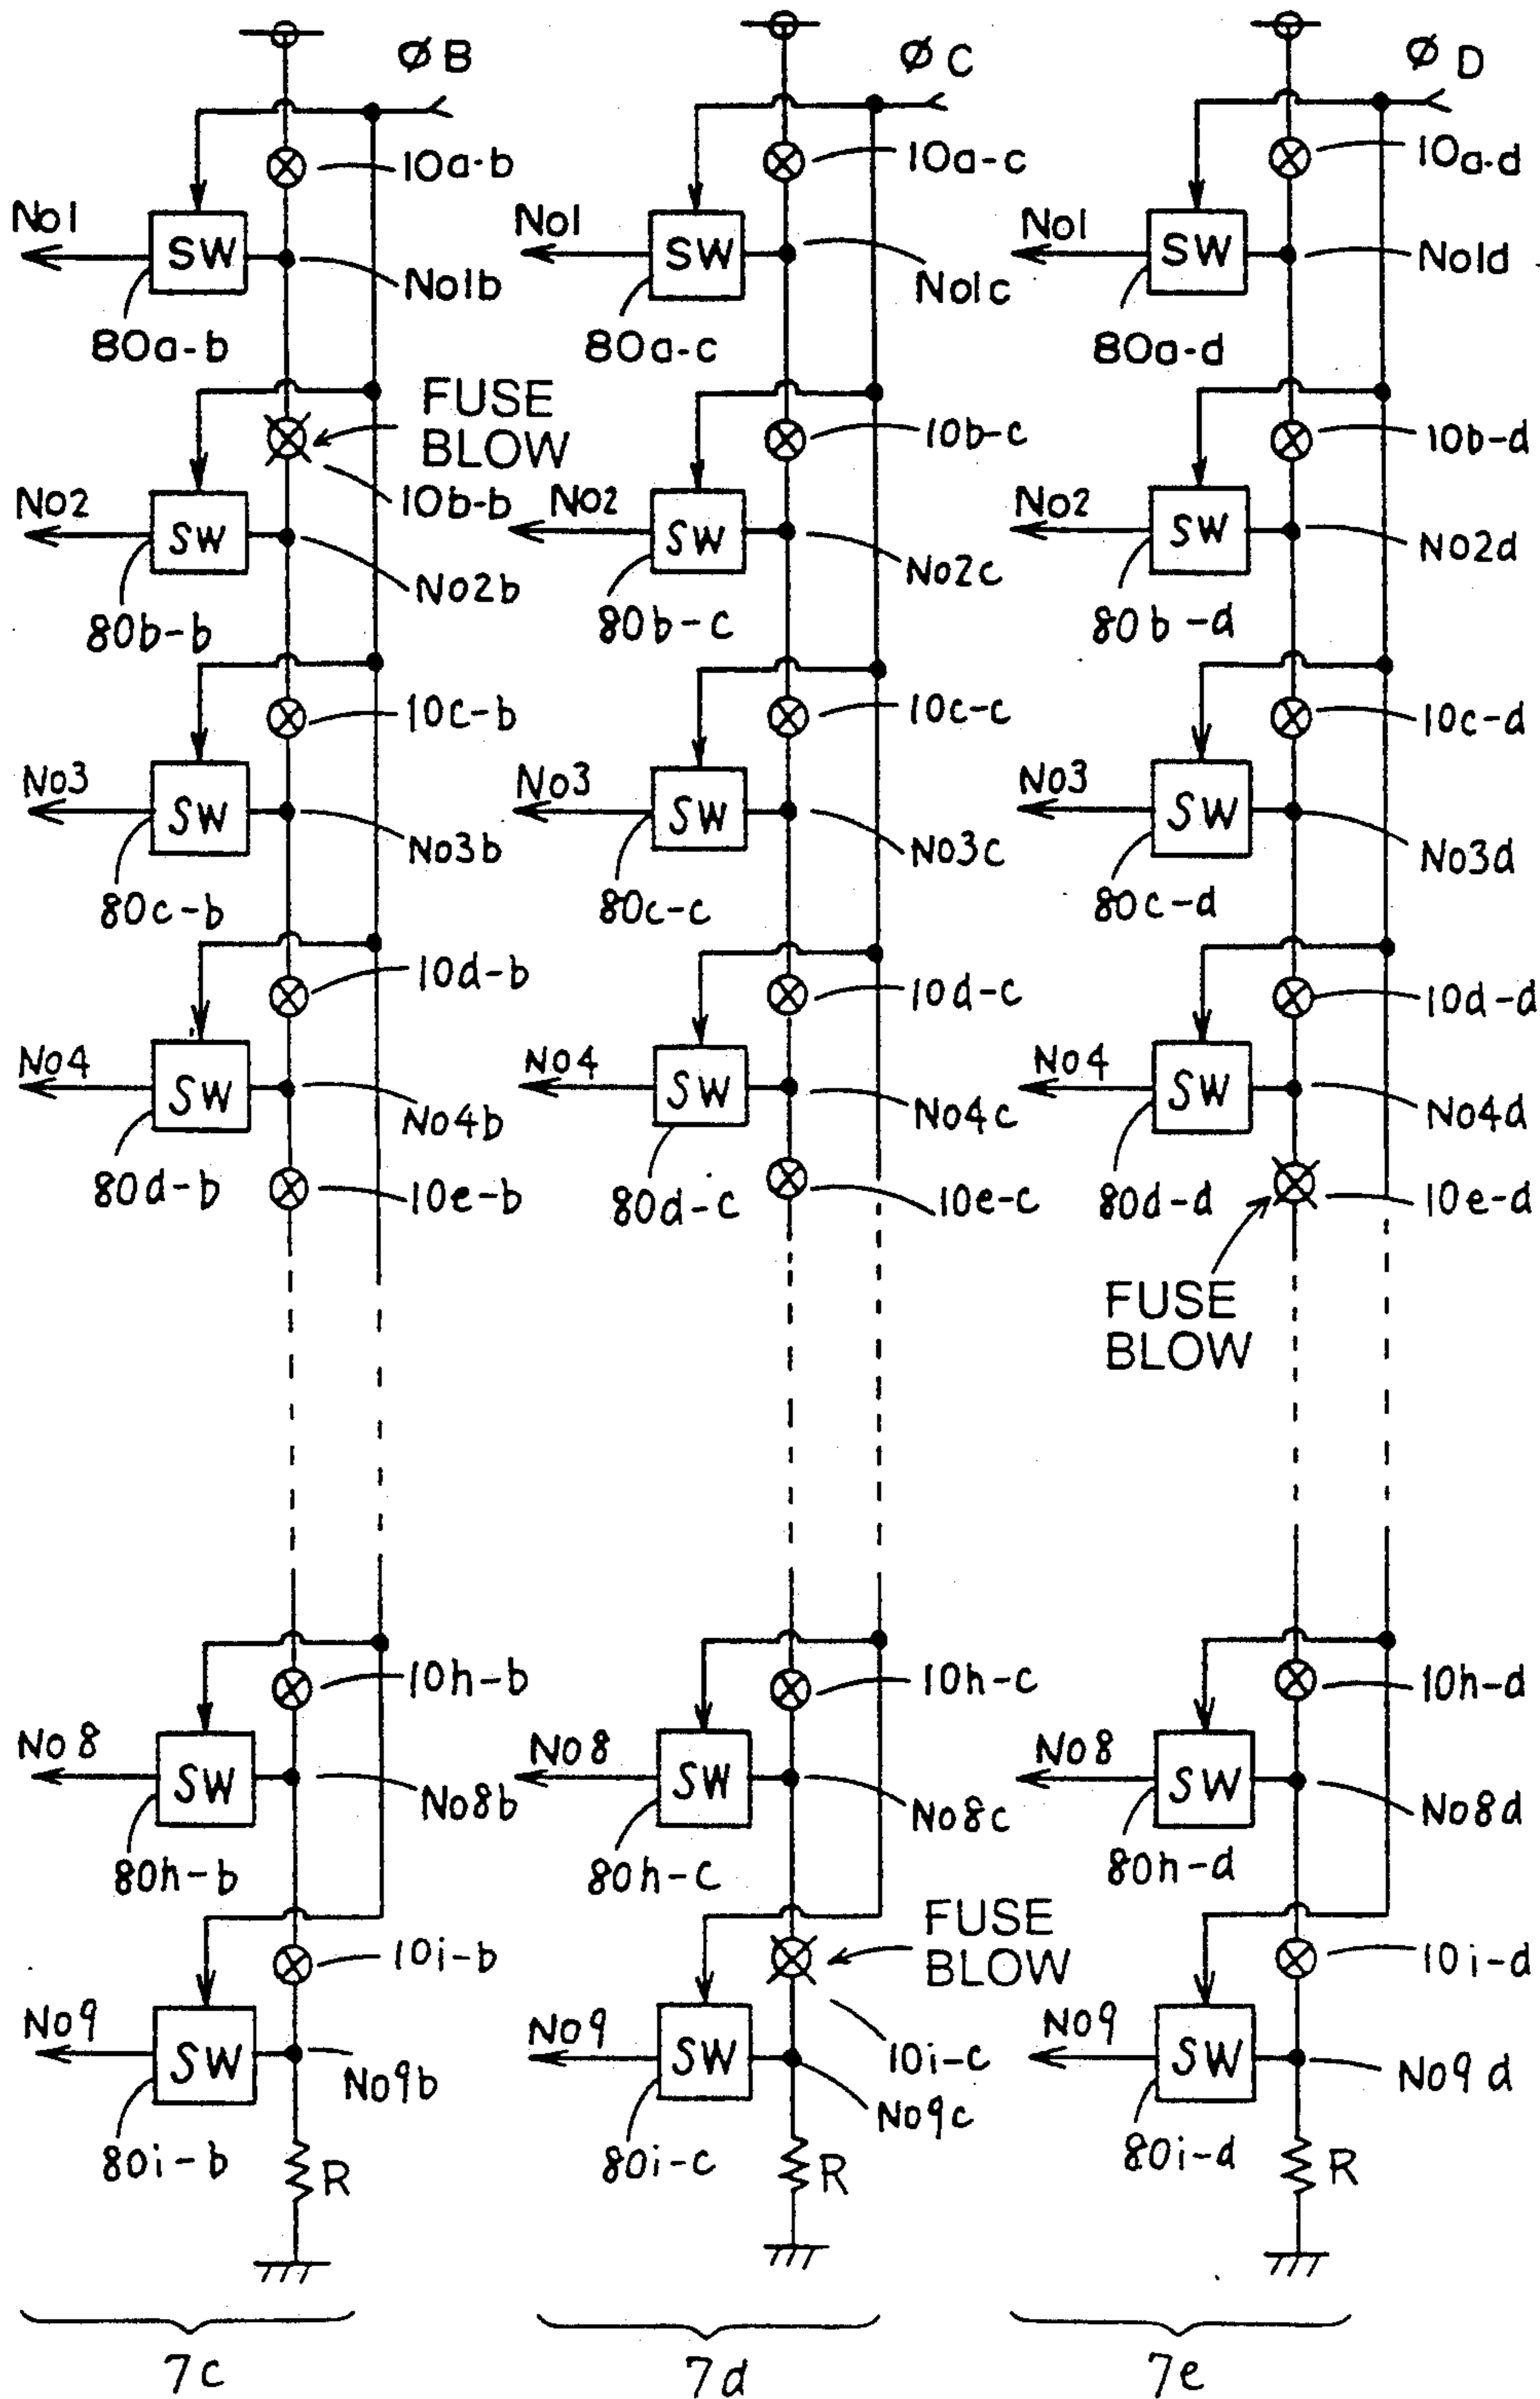 ØB
ØC
ØD
10a-b
10a-c
10a-d
No1
SW
No1b
80a-b
No1
SW
No1c
80a-c
No1
SW
No1d
80a-d
FUSE
BLOW
10b-b
10b-c
10b-d
No2
SW
No2b
80b-b
No2
SW
No2c
80b-c
No2
SW
No2d
80b-d
10c-b
10c-c
10c-d
No3
SW
No3b
80c-b
No3
SW
No3c
80c-c
No3
SW
No3d
80c-d
10d-b
10d-c
10d-d
No4
SW
No4b
80d-b
No4
SW
No4c
80d-c
No4
SW
No4d
80d-d
10e-b
10e-c
10e-d
FUSE
BLOW
10h-b
10h-c
10h-d
No8
SW
No8b
80h-b
No8
SW
No8c
80h-c
No8
SW
No8d
80h-d
10i-b
FUSE
BLOW
10i-c
10i-d
No9
SW
No9b
80i-b
No9
SW
No9c
80i-c
No9
SW
No9d
80i-d
R
R
R
7c
7d
7e